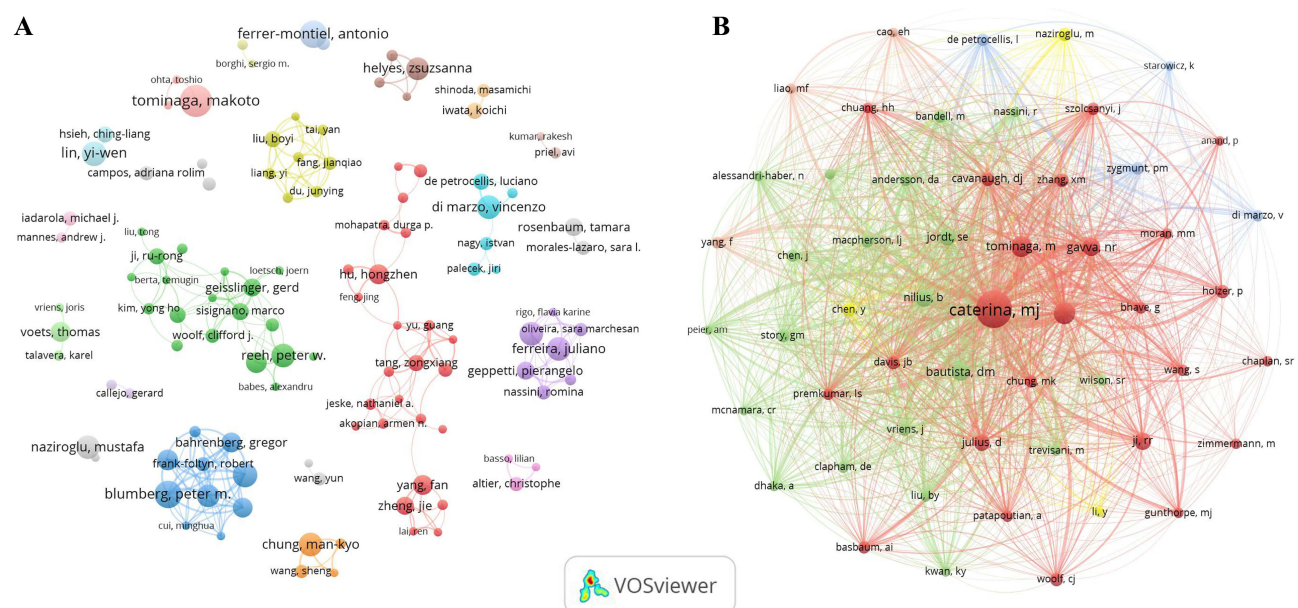 A
ferrer-montiel, antonio
borghi, sergio m.
ohta, toshio
tominaga, makoto
helyes, zsuzsanna
shinoda, masamichi
iwata, koichi
hsieh, ching-liang
lin, yi-wen
campos, adriana rolim
tai, yan
liu, boyi
fang, jianqiao
liang, yi
du, junying
kumar, rakesh
priel, avi
de petrocellis, luciano
di marzo, vincenzo
mohapatra, durga p.
rosenbaum, tamara
morales-lazaro, sara l.
nagy, istvan
palecek, jiri
iadarola, michael j.
mannes, andrew j.
liu, tong
ji, ru-rong
berta, temugin
loetsch, joern
geisslinger, gerd
kim, yong ho
sisignano, marco
woolf, clifford j.
reeh, peter w.
babes, alexandru
hu, hongzhen
feng, jing
vriens, joris
voets, thomas
talavera, karel
yu, guang
tang, zongxiang
jeske, nathaniel a.
akopian, armen n.
rigo, flavia karine
oliveira, sara marchesan
ferreira, juliano
geppetti, pierangelo
nassini, romina
callejo, gerard
naziroglu, mustafa
bahrenberg, gregor
frank-foltyn, robert
blumberg, peter m.
cui, minghua
wang, yun
basso, lilian
altier, christophe
yang, fan
zheng, jie
lai, ren
chung, man-kyo
wang, sheng
VOSviewer
B
cao, eh
de petrocellis, l
naziroglu, m
starowicz, k
liao, mf
chuang, hh
bandell, m
nassini, r
szolcsanyi, j
anand, p
alessandri-haber, n
andersson, da
cavanaugh, dj
zhang, xm
zygmunt, pm
di marzo, v
yang, f
macpherson, lj
jordt, se
tominaga, m
gavva, nr
moran, mm
chen, j
nilius, b
caterina, mj
holzer, p
chen, y
bhave, g
peier, am
story, gm
davis, jb
bautista, dm
chung, mk
wilson, sr
wang, s
chaplan, sr
premkumar, ls
mcnamara, cr
vriens, j
julius, d
trevisani, m
ji, rr
zimmermann, m
clapham, de
dhaka, a
liu, by
li, y
patapoutian, a
gunthorpe, mj
basbaum, ai
kwan, ky
woolf, cj